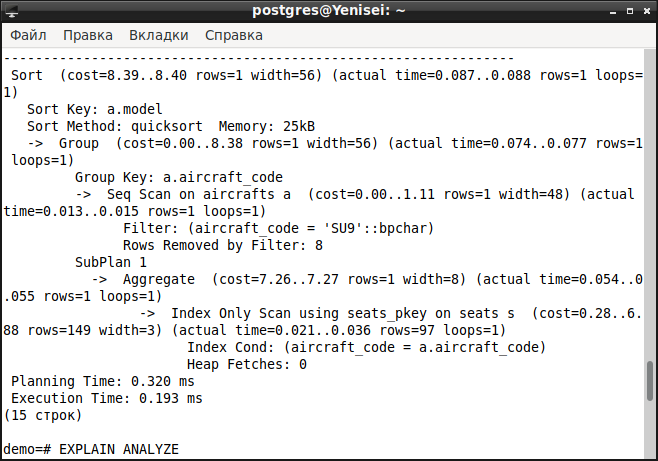 postgres@Yenisei: ~
Файл Правка Вкладки Справка
----------------------------------------------------------------
 Sort  (cost=8.39..8.40 rows=1 width=56) (actual time=0.087..0.088 rows=1 loops=
1)
   Sort Key: a.model
   Sort Method: quicksort  Memory: 25kB
   ->  Group  (cost=0.00..8.38 rows=1 width=56) (actual time=0.074..0.077 rows=1
 loops=1)
         Group Key: a.aircraft_code
         ->  Seq Scan on aircrafts a  (cost=0.00..1.11 rows=1 width=48) (actual
time=0.013..0.015 rows=1 loops=1)
               Filter: (aircraft_code = 'SU9'::bpchar)
               Rows Removed by Filter: 8
         SubPlan 1
           ->  Aggregate  (cost=7.26..7.27 rows=1 width=8) (actual time=0.054..0
.055 rows=1 loops=1)
                 ->  Index Only Scan using seats_pkey on seats s  (cost=0.28..6.
88 rows=149 width=3) (actual time=0.021..0.036 rows=97 loops=1)
                       Index Cond: (aircraft_code = a.aircraft_code)
                       Heap Fetches: 0
 Planning Time: 0.320 ms
 Execution Time: 0.193 ms
(15 строк)
demo=# EXPLAIN ANALYZE